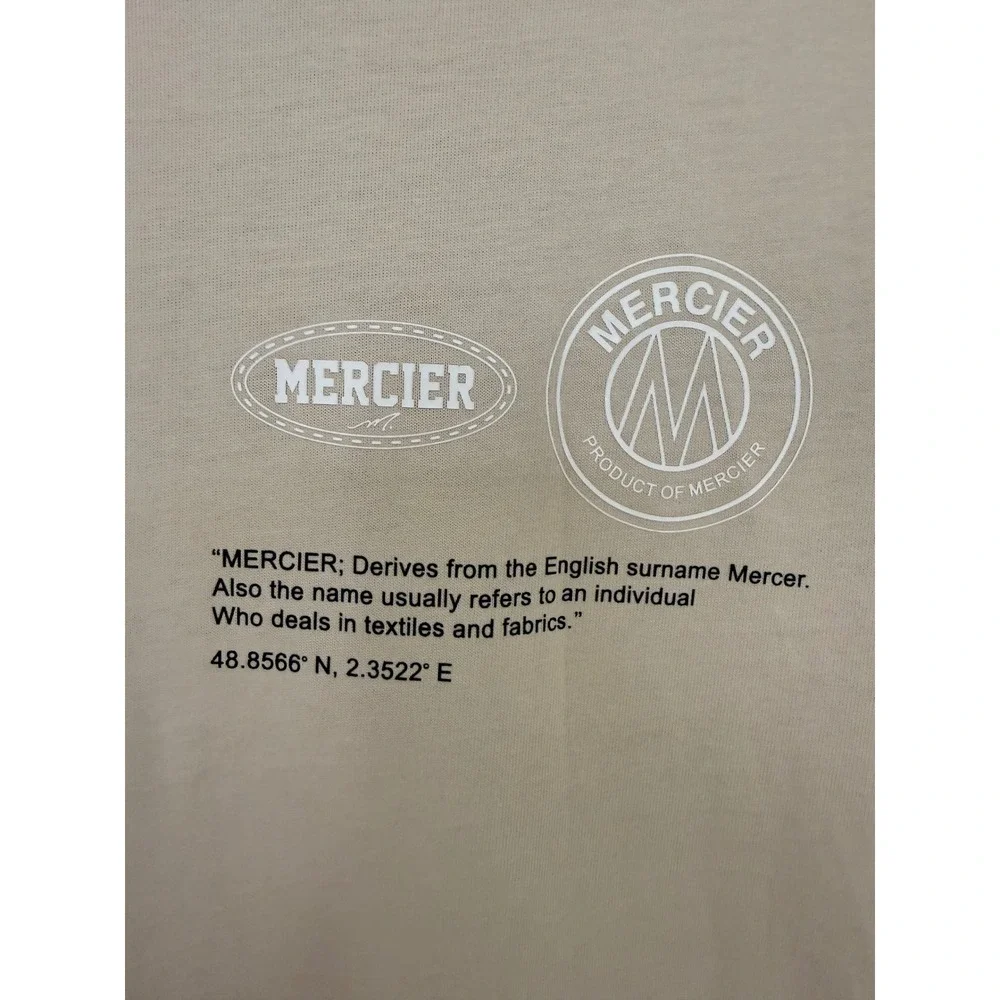 MERCIER
M.
MERCIER
M
PRODUCT OF MERCIER
“MERCIER; Derives from the English surname Mercer.
Also the name usually refers to an individual
Who deals in textiles and fabrics.”
48.8566° N, 2.3522° E